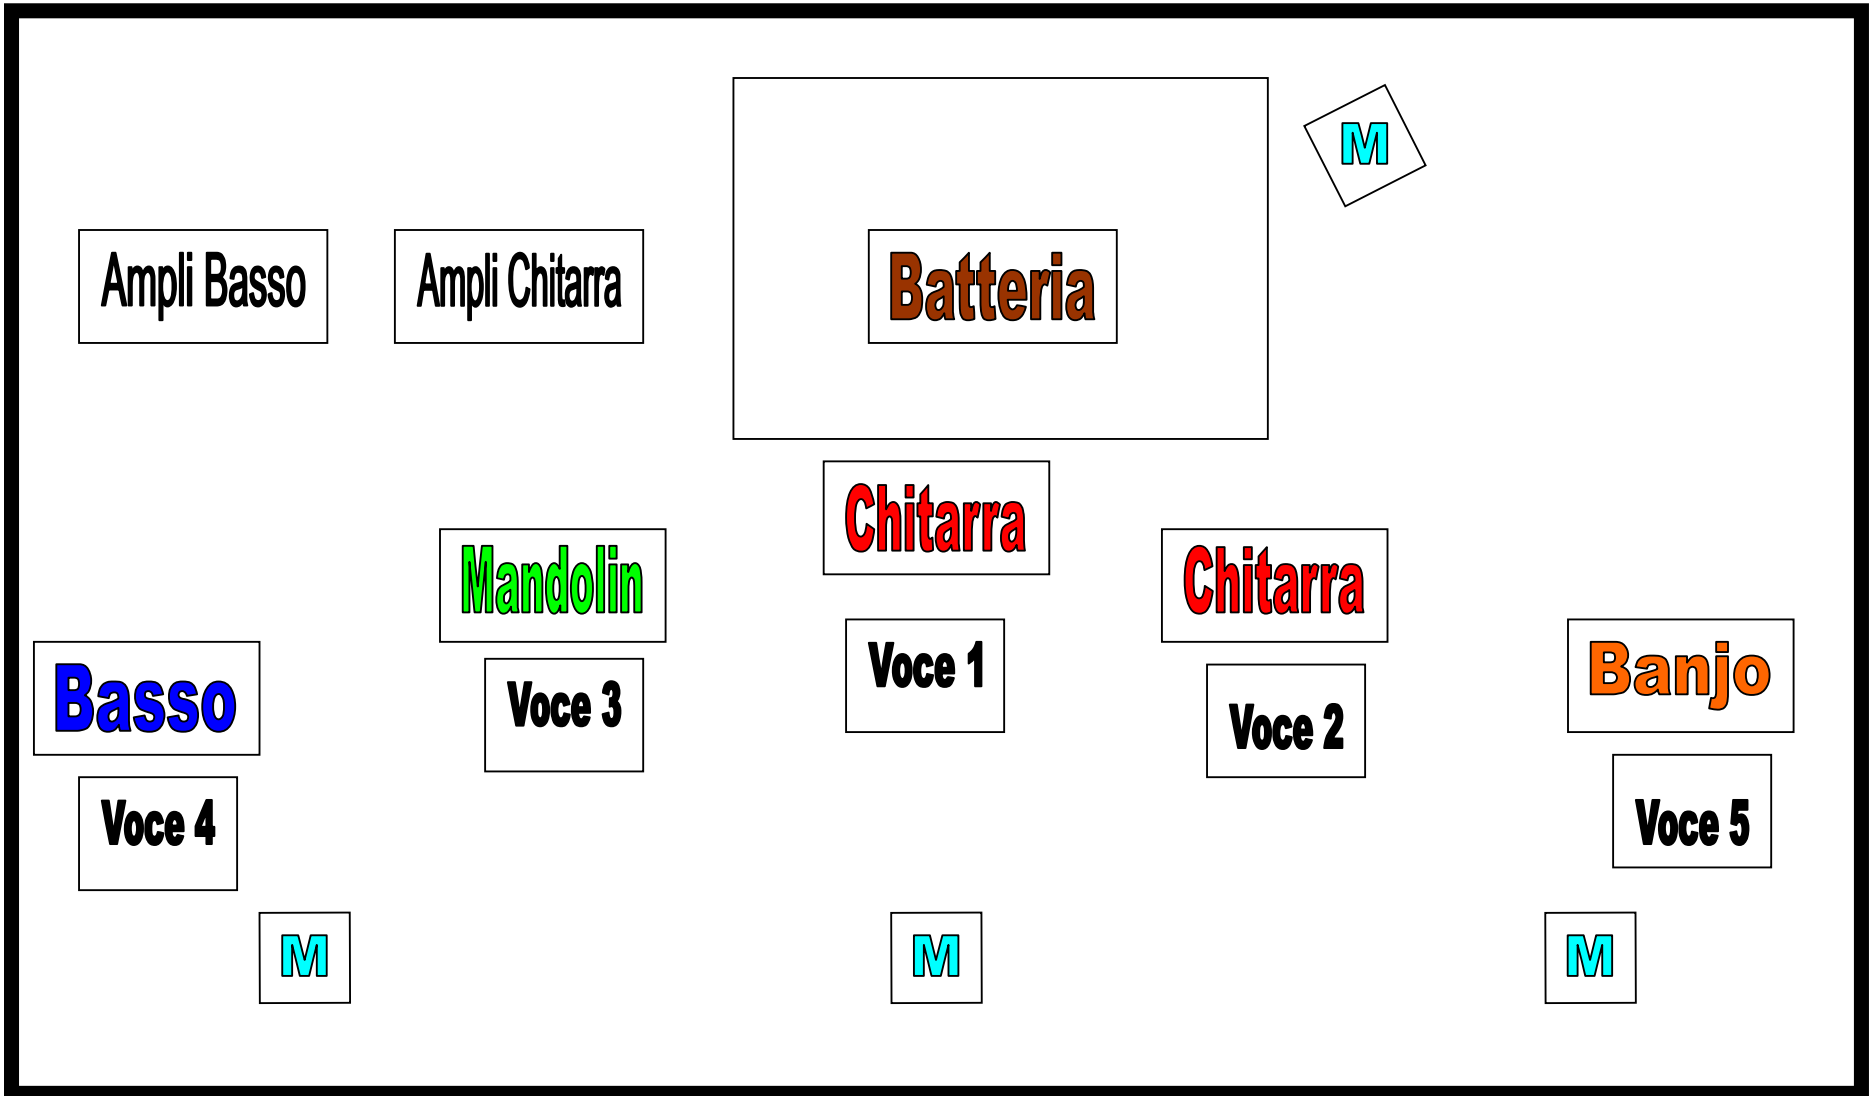 M
Ampli Basso
Ampli Chitarra
Batteria
Chitarra
Mandolin
Chitarra
Basso
Voce 3
Voce 1
Voce 2
Banjo
Voce 4
Voce 5
M
M
M